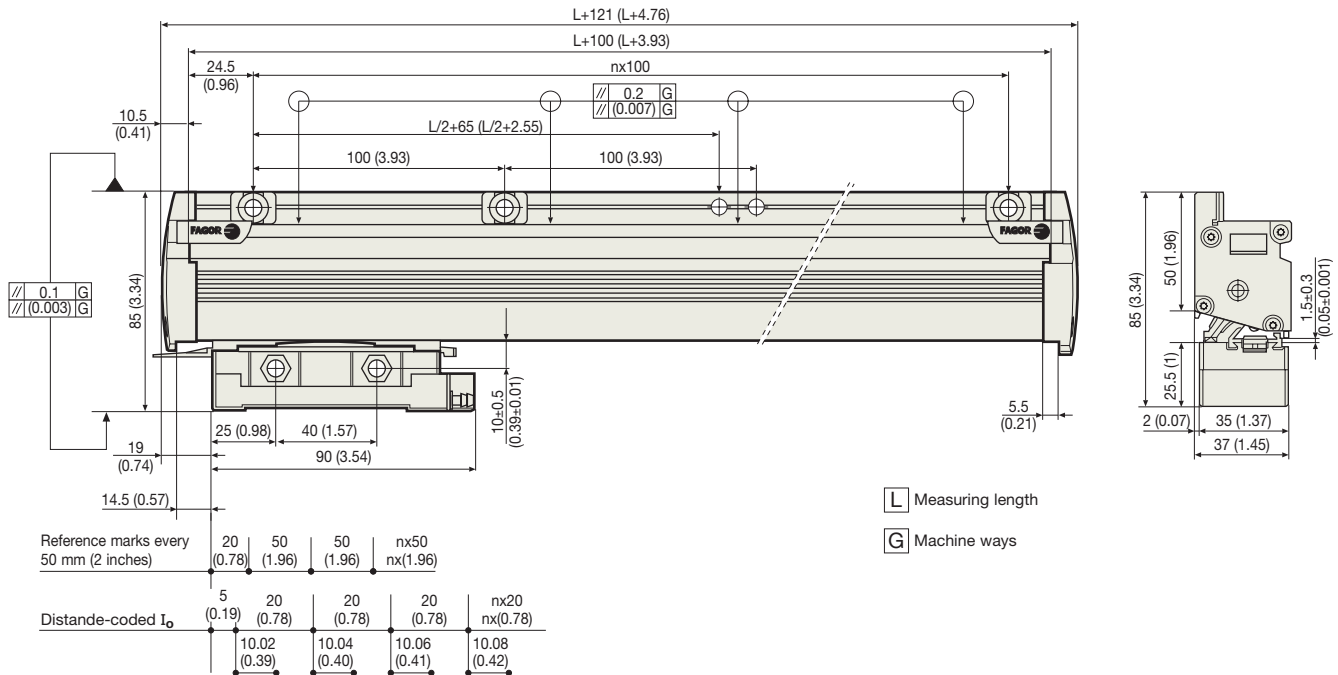 L+121 (L+4.76)
L+100 (L+3.93)
24.5
(0.96)
nx100
// 0.2 G
// (0.007) G
10.5
(0.41)
L/2+65 (L/2+2.55)
100 (3.93)
100 (3.93)
FAGOR
FAGOR
// 0.1 G
// (0.003) G
85 (3.34)
85 (3.34)
50 (1.96)
1.5±0.3
(0.05±0.001)
25.5 (1)
10±0.5
(0.39±0.01)
5.5
(0.21)
2 (0.07)
35 (1.37)
37 (1.45)
25 (0.98)
40 (1.57)
19
(0.74)
90 (3.54)
14.5 (0.57)
L Measuring length
G Machine ways
Reference marks every
50 mm (2 inches)
20
(0.78)
50
(1.96)
50
(1.96)
nx50
nx(1.96)
Distande-coded Io
5
(0.19)
20
(0.78)
20
(0.78)
20
(0.78)
nx20
nx(0.78)
10.02
(0.39)
10.04
(0.40)
10.06
(0.41)
10.08
(0.42)